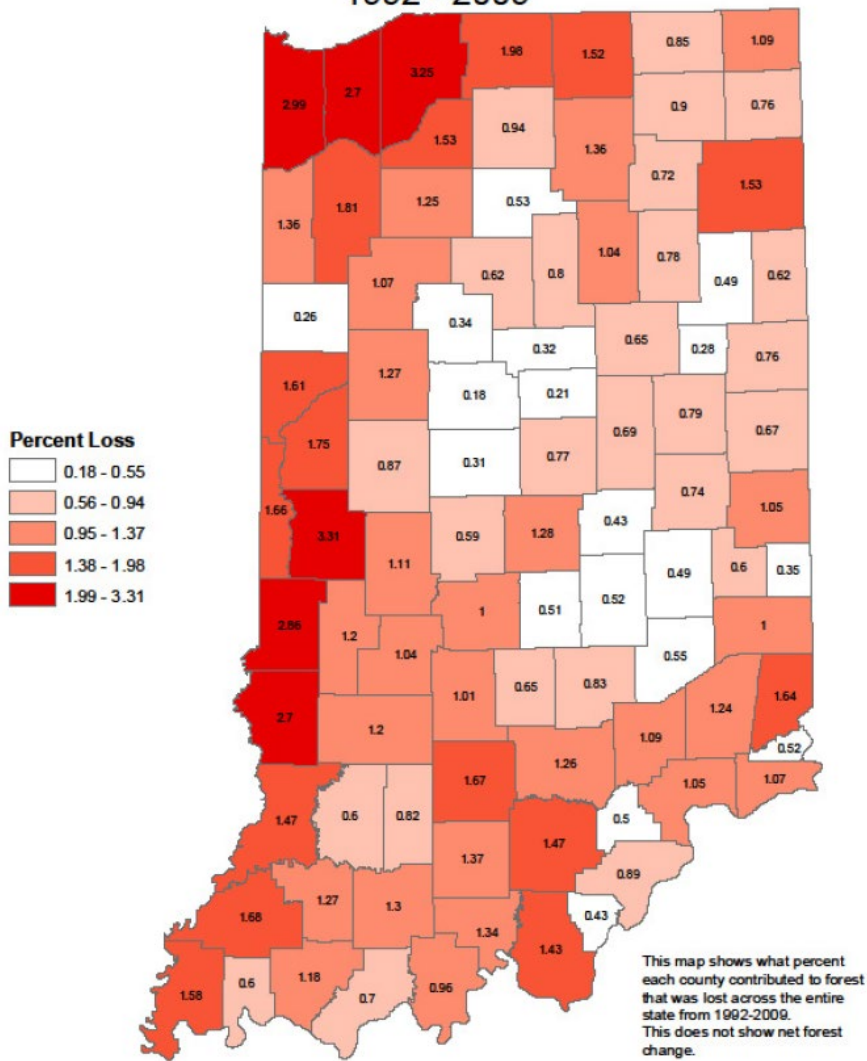 1992 - 2009
0.85 1.09
1.98 1.52
3.25
2.99 2.7
0.9 0.76
0.94
1.53 1.36
0.72 1.53
1.36 1.81 1.25 0.53
1.04 0.78
0.62 0.8 0.49 0.62
1.07
0.26 0.34
0.32 0.65 0.28 0.76
1.27
1.61 0.18 0.21
0.79
1.75 0.69 0.67
0.87 0.31 0.77
Percent Loss
0.18 - 0.55
0.56 - 0.94
0.95 - 1.37
1.38 - 1.98
1.99 - 3.31
1.66 0.74 1.05
3.31 0.59 1.28 0.43
1.11 0.49 0.6 0.35
2.86 1.2 1 0.51 0.52 1
1.04 0.55
1.01 0.65 0.83 1.64
2.7 1.2 1.24
1.09 0.52
1.67 1.26
1.05 1.07
1.47 0.6 0.82 0.5
1.47
1.37 0.89
1.68 1.27 1.3 0.43
1.34 1.43
1.58 0.6 1.18 0.7 0.96
This map shows what percent
each county contributed to forest
that was lost across the entire
state from 1992-2009.
This does not show net forest
change.